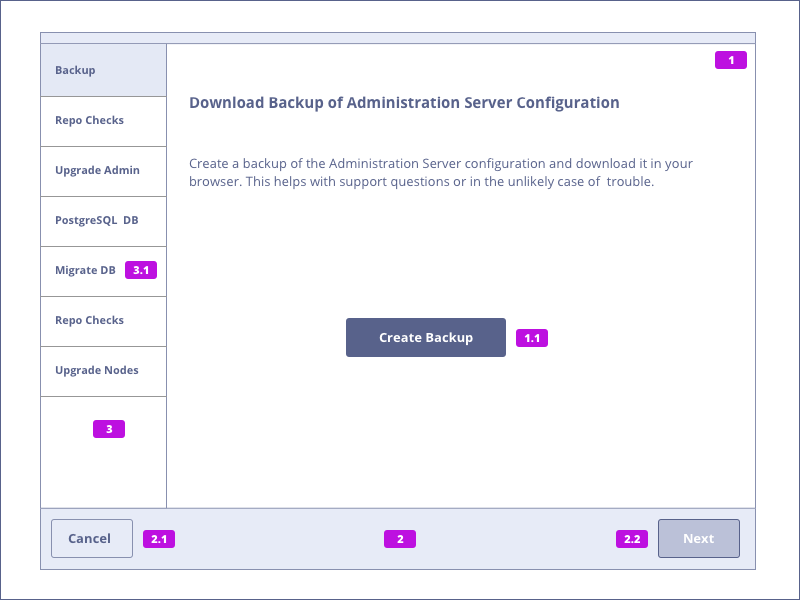 Backup
Repo Checks
Upgrade Admin
PostgreSQL  DB
Migrate DB 3.1
Repo Checks
Upgrade Nodes
3
1
Download Backup of Administration Server Configuration
Create a backup of the Administration Server configuration and download it in your
browser. This helps with support questions or in the unlikely case of  trouble.
Create Backup 1.1
Cancel 2.1 2 2.2 Next